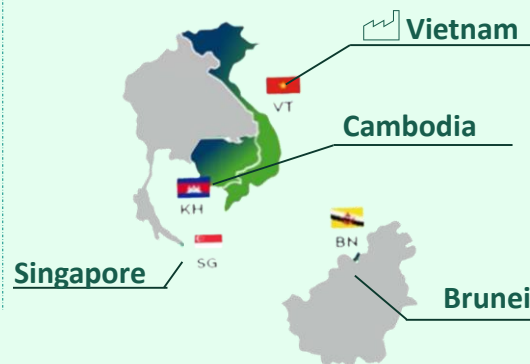 Vietnam
VT
Cambodia
KH
BN
SG
Singapore
Brunei